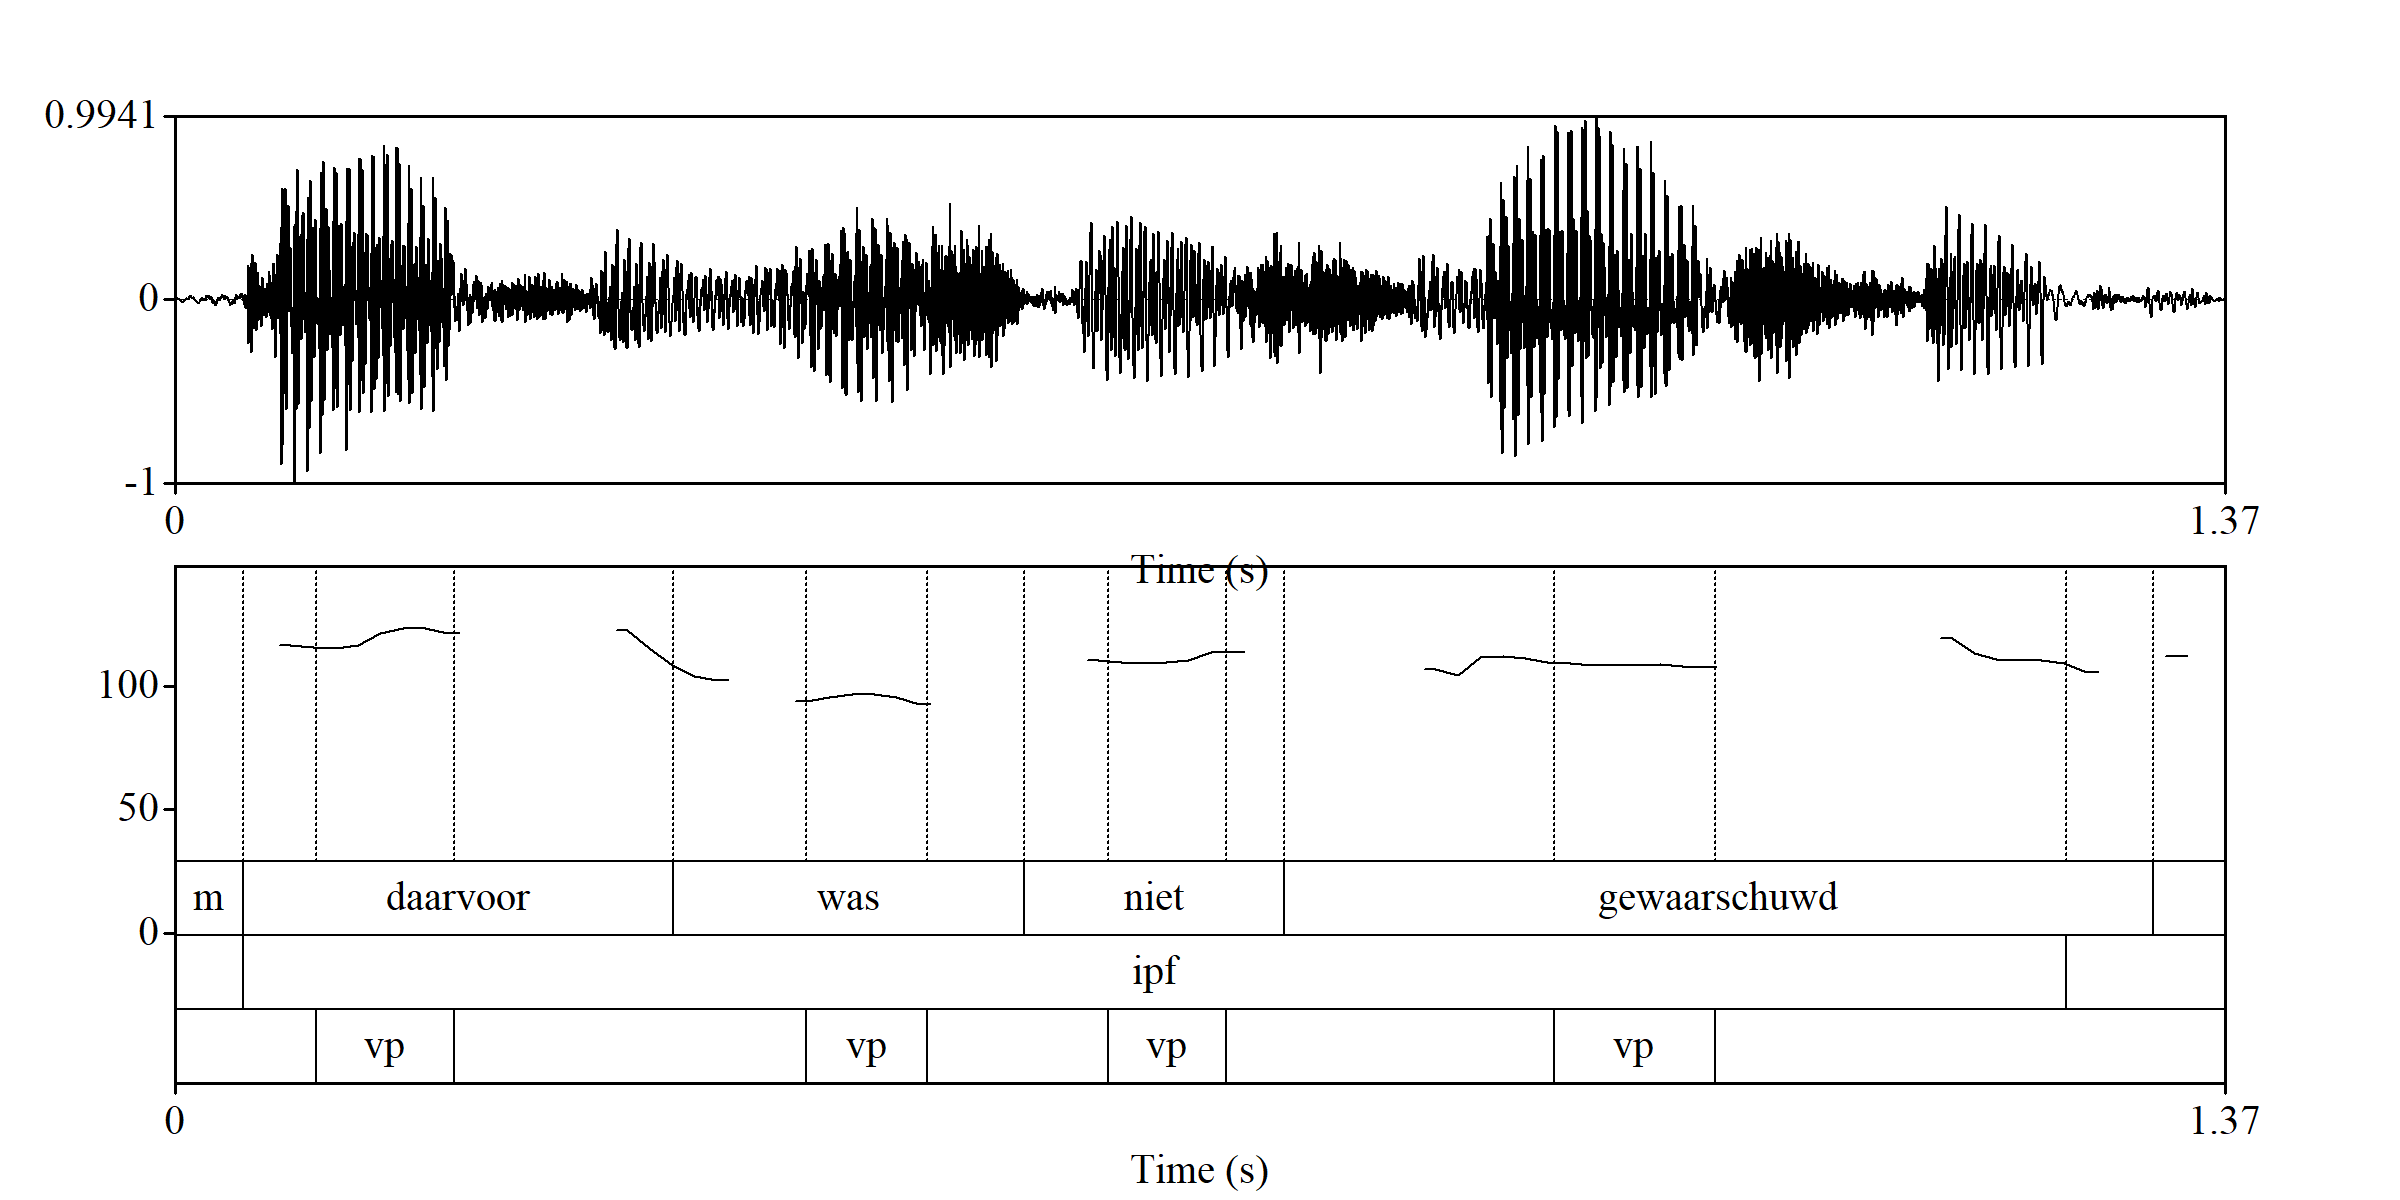 0.9941
0
-1
0 1.37
Time (s)
100
50
0
m daarvoor was niet gewaarschuwd
ipf
vp vp vp vp
0 1.37
Time (s)